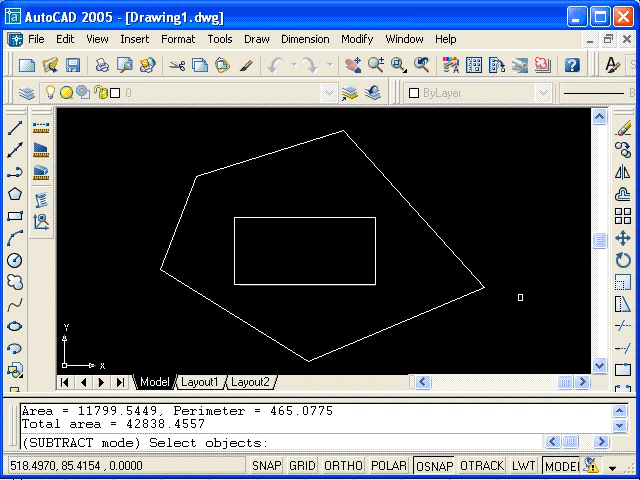 AutoCAD 2005 - [Drawing1.dwg]
File Edit View Insert Format Tools Draw Dimension Modify Window Help
0 ByLayer
Y
X
Model Layout1 Layout2
Area = 11799.5449, Perimeter = 465.0775
Total area = 42838.4557
(SUBTRACT mode) Select objects:
518.4970, 85.4154 , 0.0000 SNAP GRID ORTHO POLAR OSNAP OTRACK LWT MODEL